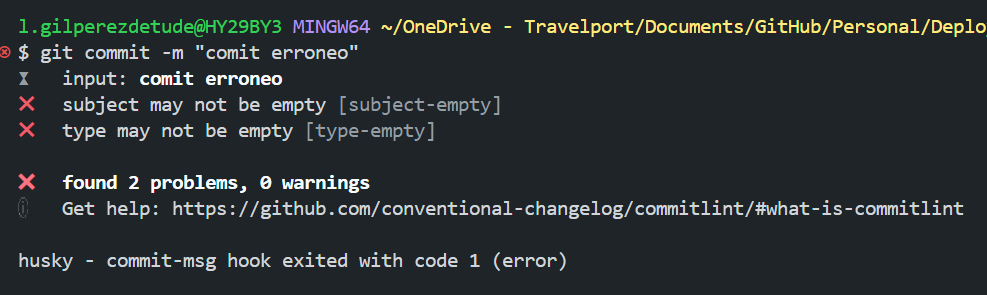 l.gilperezdetude@HY29BY3 MINGW64 ~/OneDrive - Travelport/Documents/GitHub/Personal/Deplo
$ git commit -m "comit erroneo"
⧗ input: comit erroneo
✖ subject may not be empty [subject-empty]
✖ type may not be empty [type-empty]
✖ found 2 problems, 0 warnings
ⓘ Get help: https://github.com/conventional-changelog/commitlint/#what-is-commitlint
husky - commit-msg hook exited with code 1 (error)